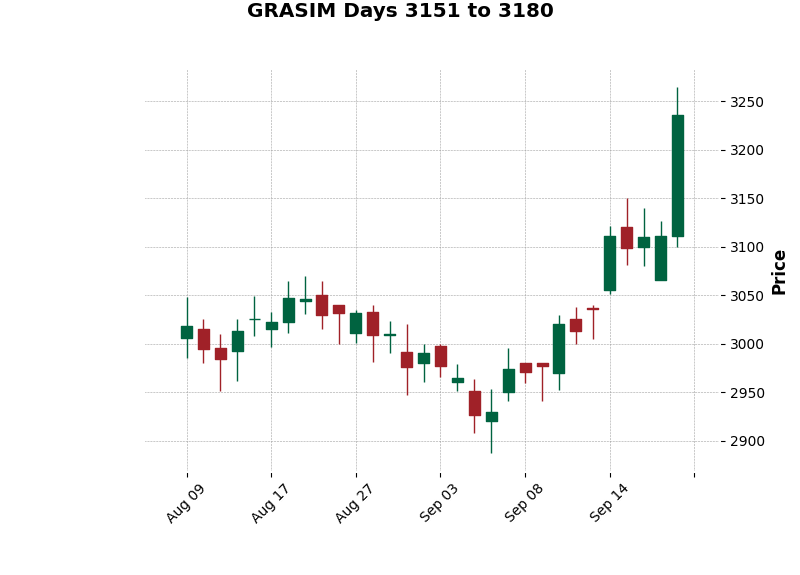 GRASIM Days 3151 to 3180
3250
3200
3150
3100
3050
3000
2950
2900
Price
Aug 09
Aug 17
Aug 27
Sep 03
Sep 08
Sep 14